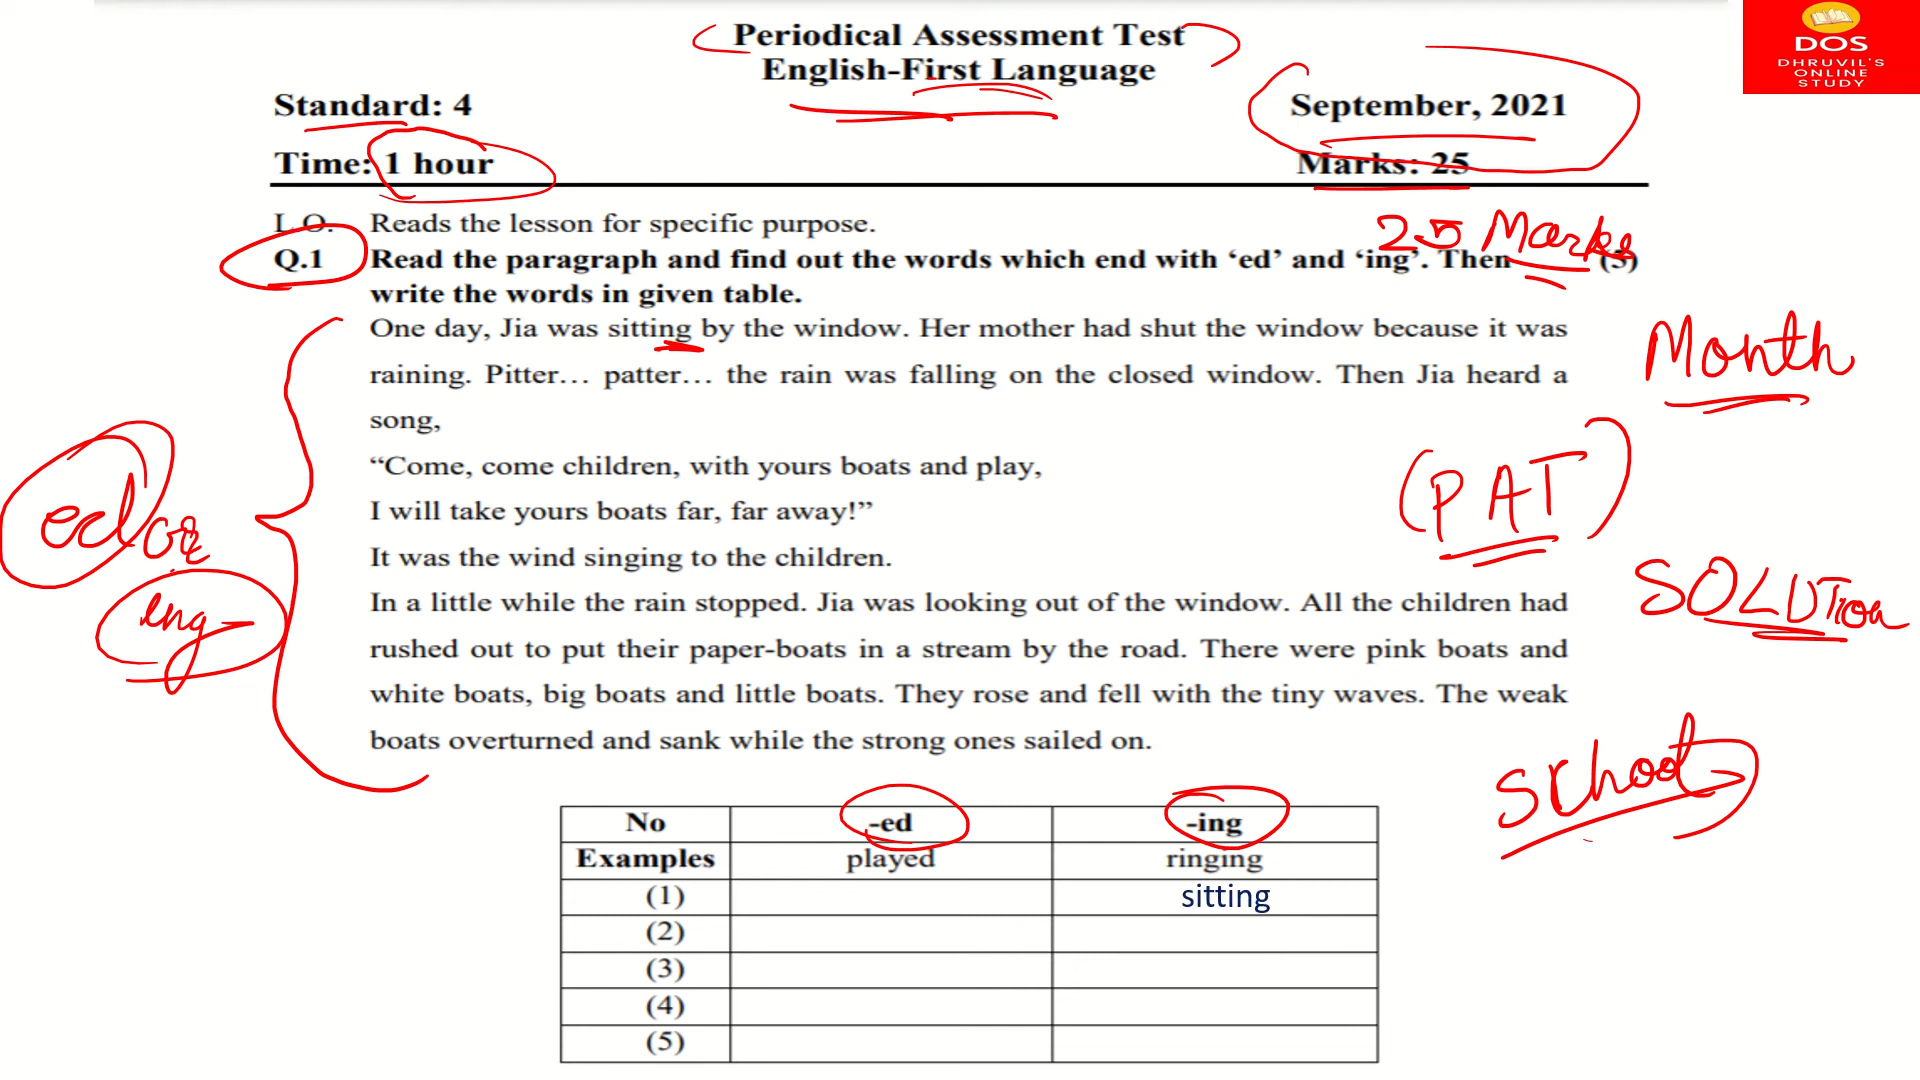 Periodical Assessment Test
English-First Language
DOS
DHRUVIL'S
ONLINE
STUDY
Standard: 4
September, 2021
Time: 1 hour
Marks: 25
L.O. Reads the lesson for specific purpose.
25 Marks
Q.1 Read the paragraph and find out the words which end with ‘ed’ and ‘ing’. Then (5)
write the words in given table.
One day, Jia was sitting by the window. Her mother had shut the window because it was
raining. Pitter… patter… the rain was falling on the closed window. Then Jia heard a
song,
“Come, come children, with yours boats and play,
I will take yours boats far, far away!”
It was the wind singing to the children.
In a little while the rain stopped. Jia was looking out of the window. All the children had
rushed out to put their paper-boats in a stream by the road. There were pink boats and
white boats, big boats and little boats. They rose and fell with the tiny waves. The weak
boats overturned and sank while the strong ones sailed on.
Month
(PAT)
SOLUTion
School
ed or
ing
No -ed -ing
Examples played ringing
(1) sitting
(2)
(3)
(4)
(5)